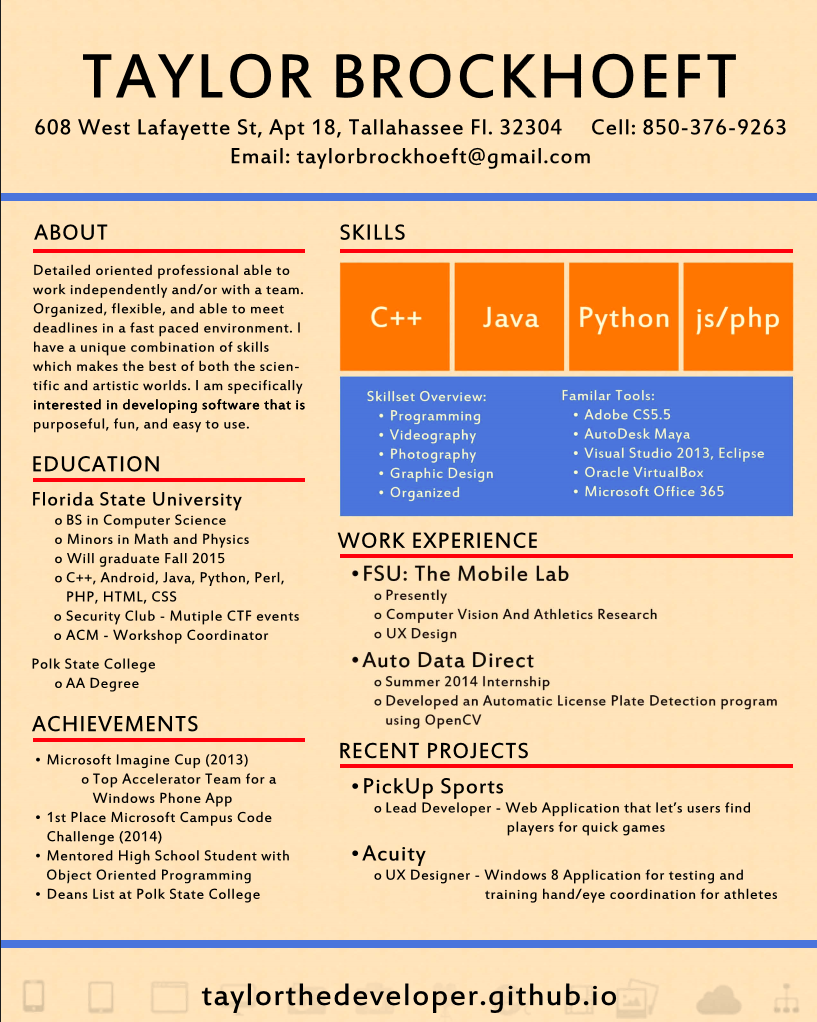 TAYLOR BROCKHOEFT
608 West Lafayette St, Apt 18, Tallahassee Fl. 32304 Cell: 850-376-9263
Email: taylorbrockhoeft@gmail.com
ABOUT
Detailed oriented professional able to
work independently and/or with a team.
Organized, flexible, and able to meet
deadlines in a fast paced environment. I
have a unique combination of skills
which makes the best of both the scien-
tific and artistic worlds. I am specifically
interested in developing software that is
purposeful, fun, and easy to use.
EDUCATION
Florida State University
o BS in Computer Science
o Minors in Math and Physics
o Will graduate Fall 2015
o C++, Android, Java, Python, Perl,
PHP, HTML, CSS
o Security Club - Mutiple CTF events
o ACM - Workshop Coordinator
Polk State College
o AA Degree
ACHIEVEMENTS
• Microsoft Imagine Cup (2013)
o Top Accelerator Team for a
Windows Phone App
• 1st Place Microsoft Campus Code
Challenge (2014)
• Mentored High School Student with
Object Oriented Programming
• Deans List at Polk State College
SKILLS
C++ Java Python js/php
Skillset Overview:
• Programming
• Videography
• Photography
• Graphic Design
• Organized
Familar Tools:
• Adobe CS5.5
• AutoDesk Maya
• Visual Studio 2013, Eclipse
• Oracle VirtualBox
• Microsoft Office 365
WORK EXPERIENCE
• FSU: The Mobile Lab
o Presently
o Computer Vision And Athletics Research
o UX Design
• Auto Data Direct
o Summer 2014 Internship
o Developed an Automatic License Plate Detection program
using OpenCV
RECENT PROJECTS
• PickUp Sports
o Lead Developer - Web Application that let's users find
players for quick games
• Acuity
o UX Designer - Windows 8 Application for testing and
training hand/eye coordination for athletes
taylorthedeveloper.github.io